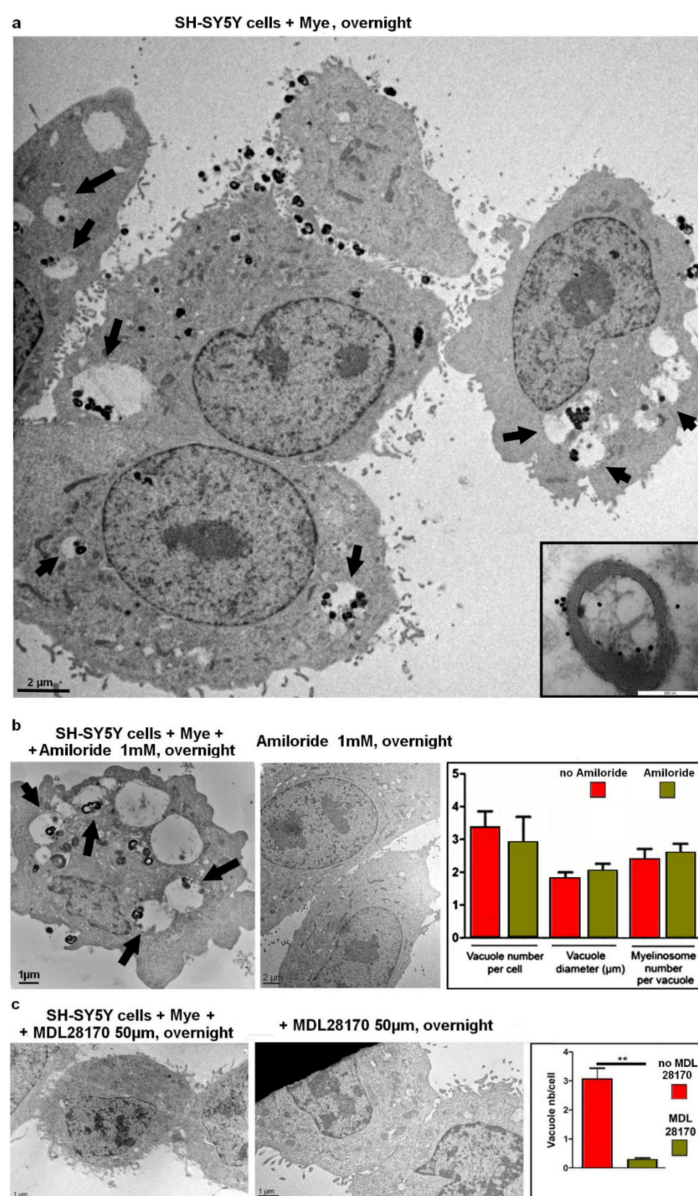 a
SH-SY5Y cells + Mye, overnight
2 µm
b
SH-SY5Y cells + Mye +
+Amiloride 1mM, overnight
Amiloride 1mM, overnight
1µm
2 µm
no Amiloride
Amiloride
5
4
3
2
1
0
Vacuole number
per cell
Vacuole
diameter (µm)
Myelinosome
number
per vacuole
c
SH-SY5Y cells + Mye +
+ MDL28170 50µm, overnight
+ MDL28170 50µm, overnight
1 µm
1 µm
Vacuole nb/cell
4
3
2
1
0
**
no MDL
28170
MDL
28170